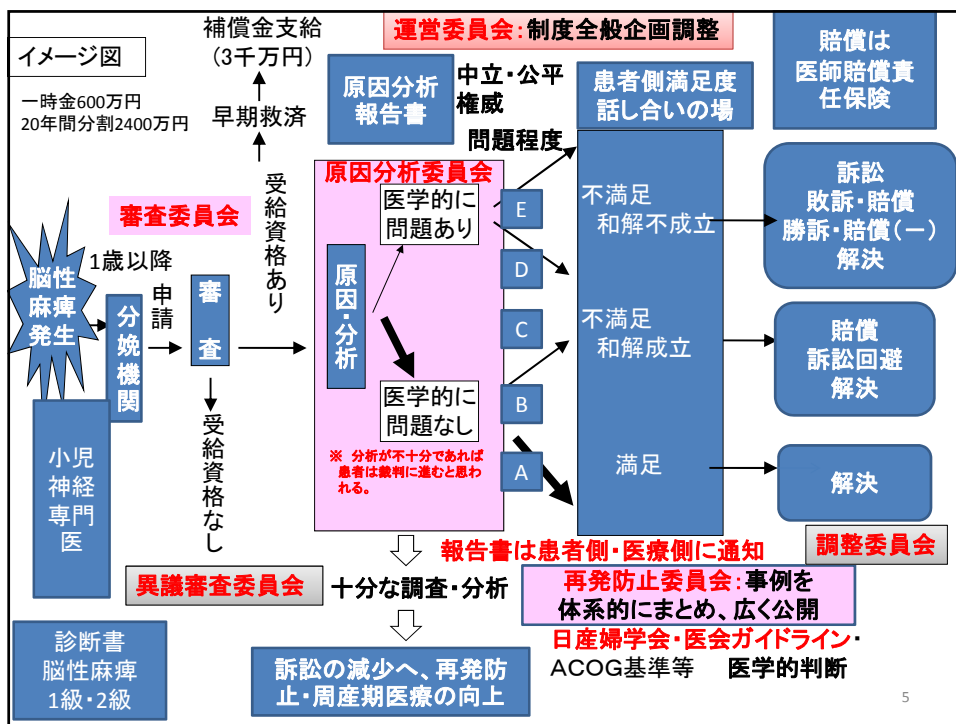 イメージ図
一時金600万円
20年間分割2400万円
補償金支給
(3千万円)
早期救済
受給資格あり
運営委員会：制度全般企画調整
原因分析
報告書
中立・公平
権威
問題程度
患者側満足度
話し合いの場
賠償は
医師賠償責
任保険
審査委員会
脳性
麻痺
発生
1歳以降
申請
分娩機関
審査
受給資格なし
小児
神経
専門
医
原因分析委員会
医学的に
問題あり
原因・分析
医学的に
問題なし
※ 分析が不十分であれば
患者は裁判に進むと思わ
れる。
E
D
C
B
A
不満足
和解不成立
不満足
和解成立
満足
訴訟
敗訴・賠償
勝訴・賠償(－)
解決
賠償
訴訟回避
解決
解決
報告書は患者側・医療側に通知
調整委員会
異議審査委員会
十分な調査・分析
再発防止委員会：事例を
体系的にまとめ、広く公開
日産婦学会・医会ガイドライン・
ACOG基準等 医学的判断
診断書
脳性麻痺
1級・2級
訴訟の減少へ、再発防
止・周産期医療の向上
5